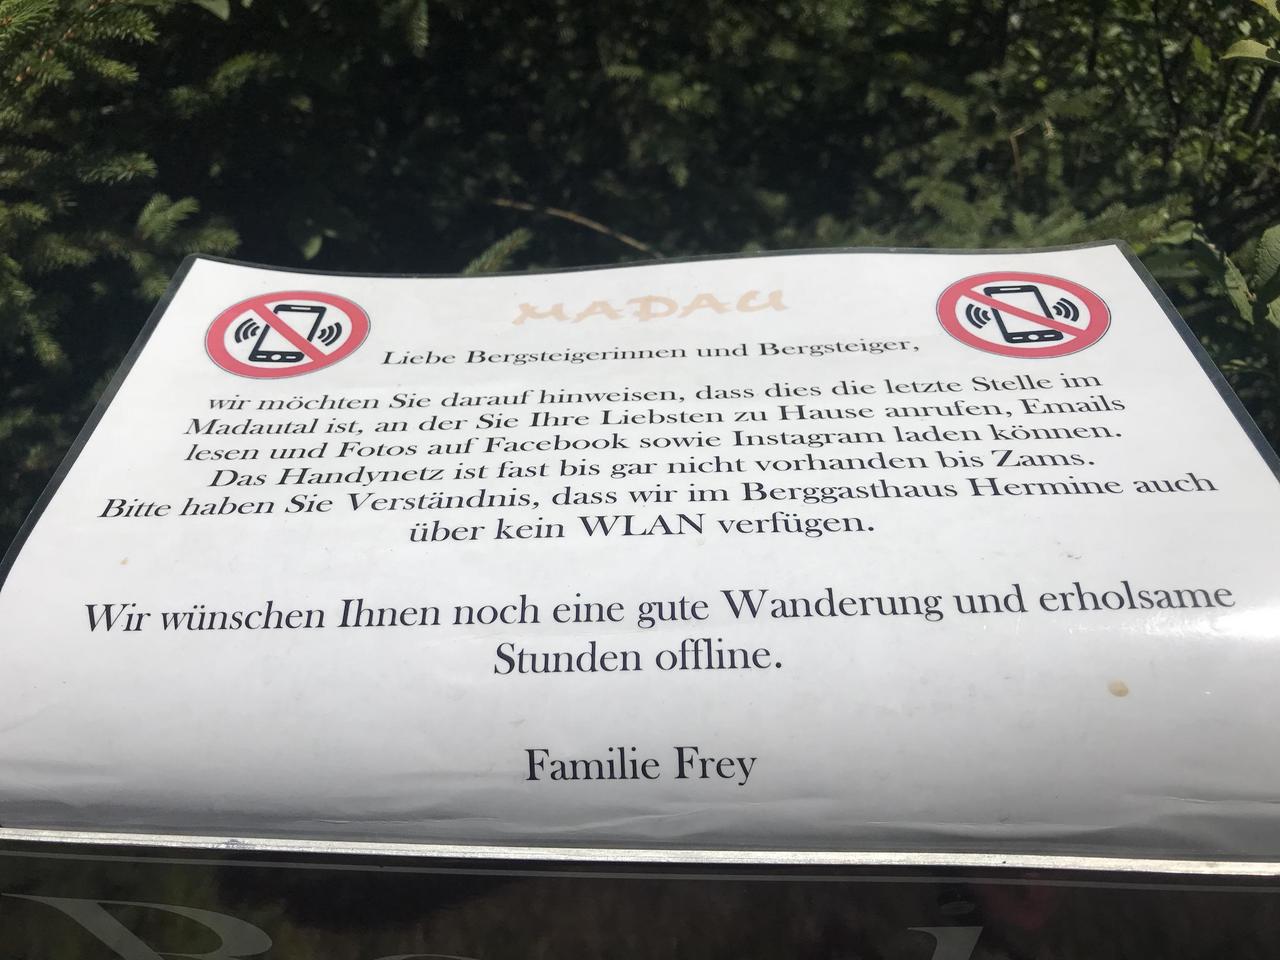 MADAU
Liebe Bergsteigerinnen und Bergsteiger,
wir möchten Sie darauf hinweisen, dass dies die letzte Stelle im
Madautal ist, an der Sie Ihre Liebsten zu Hause anrufen, Emails
lesen und Fotos auf Facebook sowie Instagram laden können.
Das Handynetz ist fast bis gar nicht vorhanden bis Zams.
Bitte haben Sie Verständnis, dass wir im Berggasthaus Hermine auch
über kein WLAN verfügen.
Wir wünschen Ihnen noch eine gute Wanderung und erholsame
Stunden offline.
Familie Frey